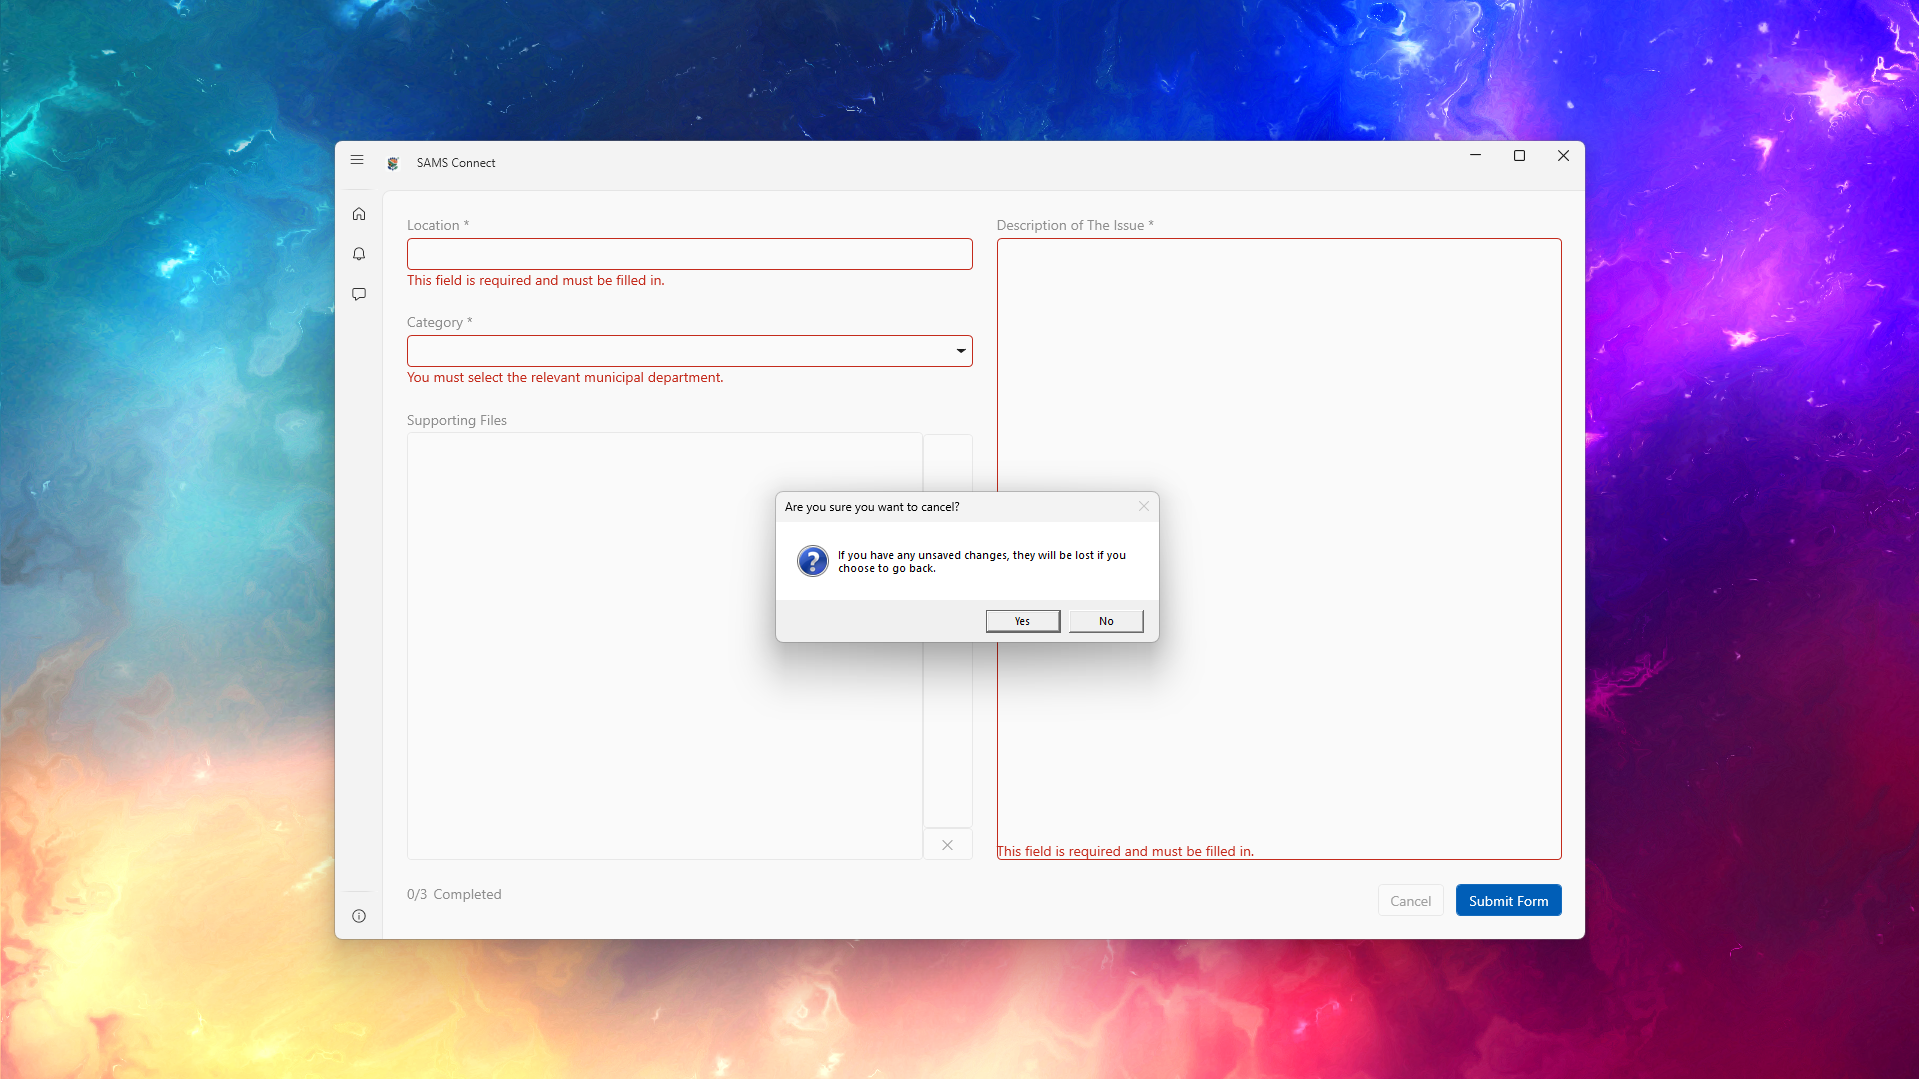 SAMS Connect
Location *
This field is required and must be filled in.
Category *
You must select the relevant municipal department.
Supporting Files
Description of The Issue *
This field is required and must be filled in.
Are you sure you want to cancel?
If you have any unsaved changes, they will be lost if you
choose to go back.
Yes
No
0/3 Completed
Cancel
Submit Form